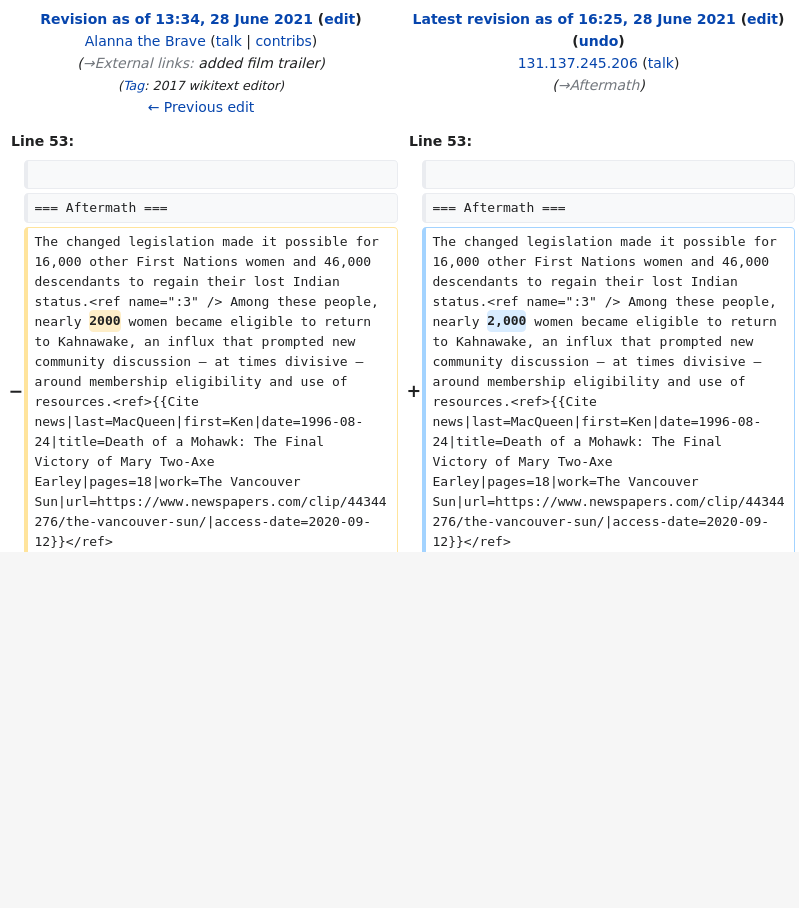 Revision as of 13:34, 28 June 2021 (edit)
Alanna the Brave (talk | contribs)
(→External links: added film trailer)
(Tag: 2017 wikitext editor)
← Previous edit
Latest revision as of 16:25, 28 June 2021 (edit)
(undo)
131.137.245.206 (talk)
(→Aftermath)
Line 53:
Line 53:
=== Aftermath ===
=== Aftermath ===
−
The changed legislation made it possible for
16,000 other First Nations women and 46,000
descendants to regain their lost Indian
status.<ref name=":3" /> Among these people,
nearly 2000 women became eligible to return
to Kahnawake, an influx that prompted new
community discussion – at times divisive –
around membership eligibility and use of
resources.<ref>{{Cite
news|last=MacQueen|first=Ken|date=1996-08-
24|title=Death of a Mohawk: The Final
Victory of Mary Two-Axe
Earley|pages=18|work=The Vancouver
Sun|url=https://www.newspapers.com/clip/44344
276/the-vancouver-sun/|access-date=2020-09-
12}}</ref>
+
The changed legislation made it possible for
16,000 other First Nations women and 46,000
descendants to regain their lost Indian
status.<ref name=":3" /> Among these people,
nearly 2,000 women became eligible to return
to Kahnawake, an influx that prompted new
community discussion – at times divisive –
around membership eligibility and use of
resources.<ref>{{Cite
news|last=MacQueen|first=Ken|date=1996-08-
24|title=Death of a Mohawk: The Final
Victory of Mary Two-Axe
Earley|pages=18|work=The Vancouver
Sun|url=https://www.newspapers.com/clip/44344
276/the-vancouver-sun/|access-date=2020-09-
12}}</ref>